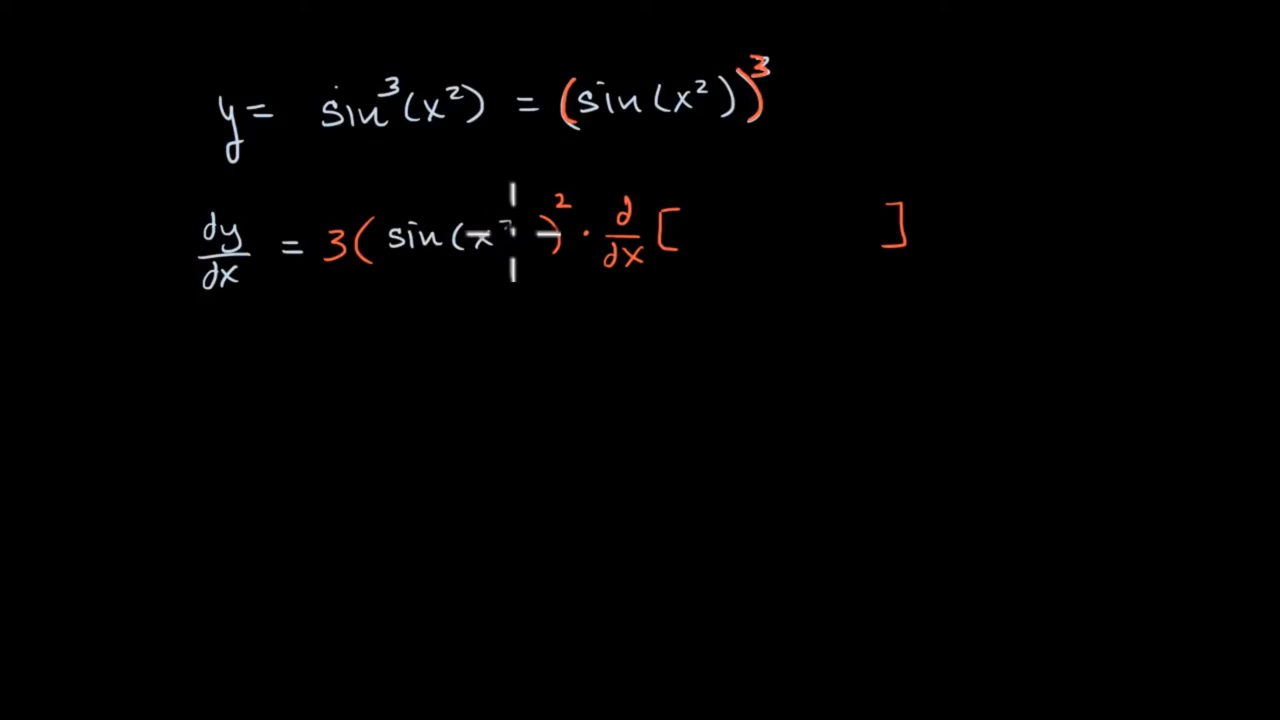 y = sin³(x²) = (sin(x²))³
dy/dx = 3(sin(x² )² · d/dx [ ]